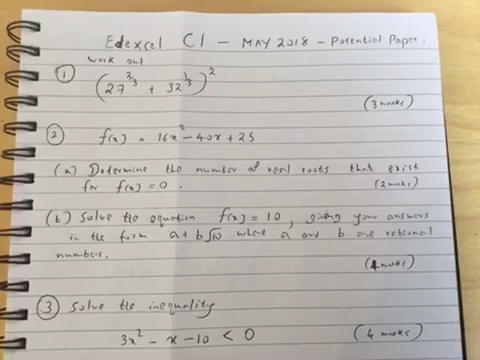 Edexcel C1 - MAY 2018 - Potential Paper.
work out
① (27^(2/3) + 32^(1/5))^2
(3 marks)
② f(x) = 16x² - 40x + 25
(a) Determine the number of real roots that exist
for f(x) = 0.
(2 marks)
(b) Solve the equation f(x) = 10, giving your answers
in the form a + b√10 where a and b are rational
numbers.
(4 marks)
③ Solve the inequality
3x² - x - 10 < 0 (4 marks)